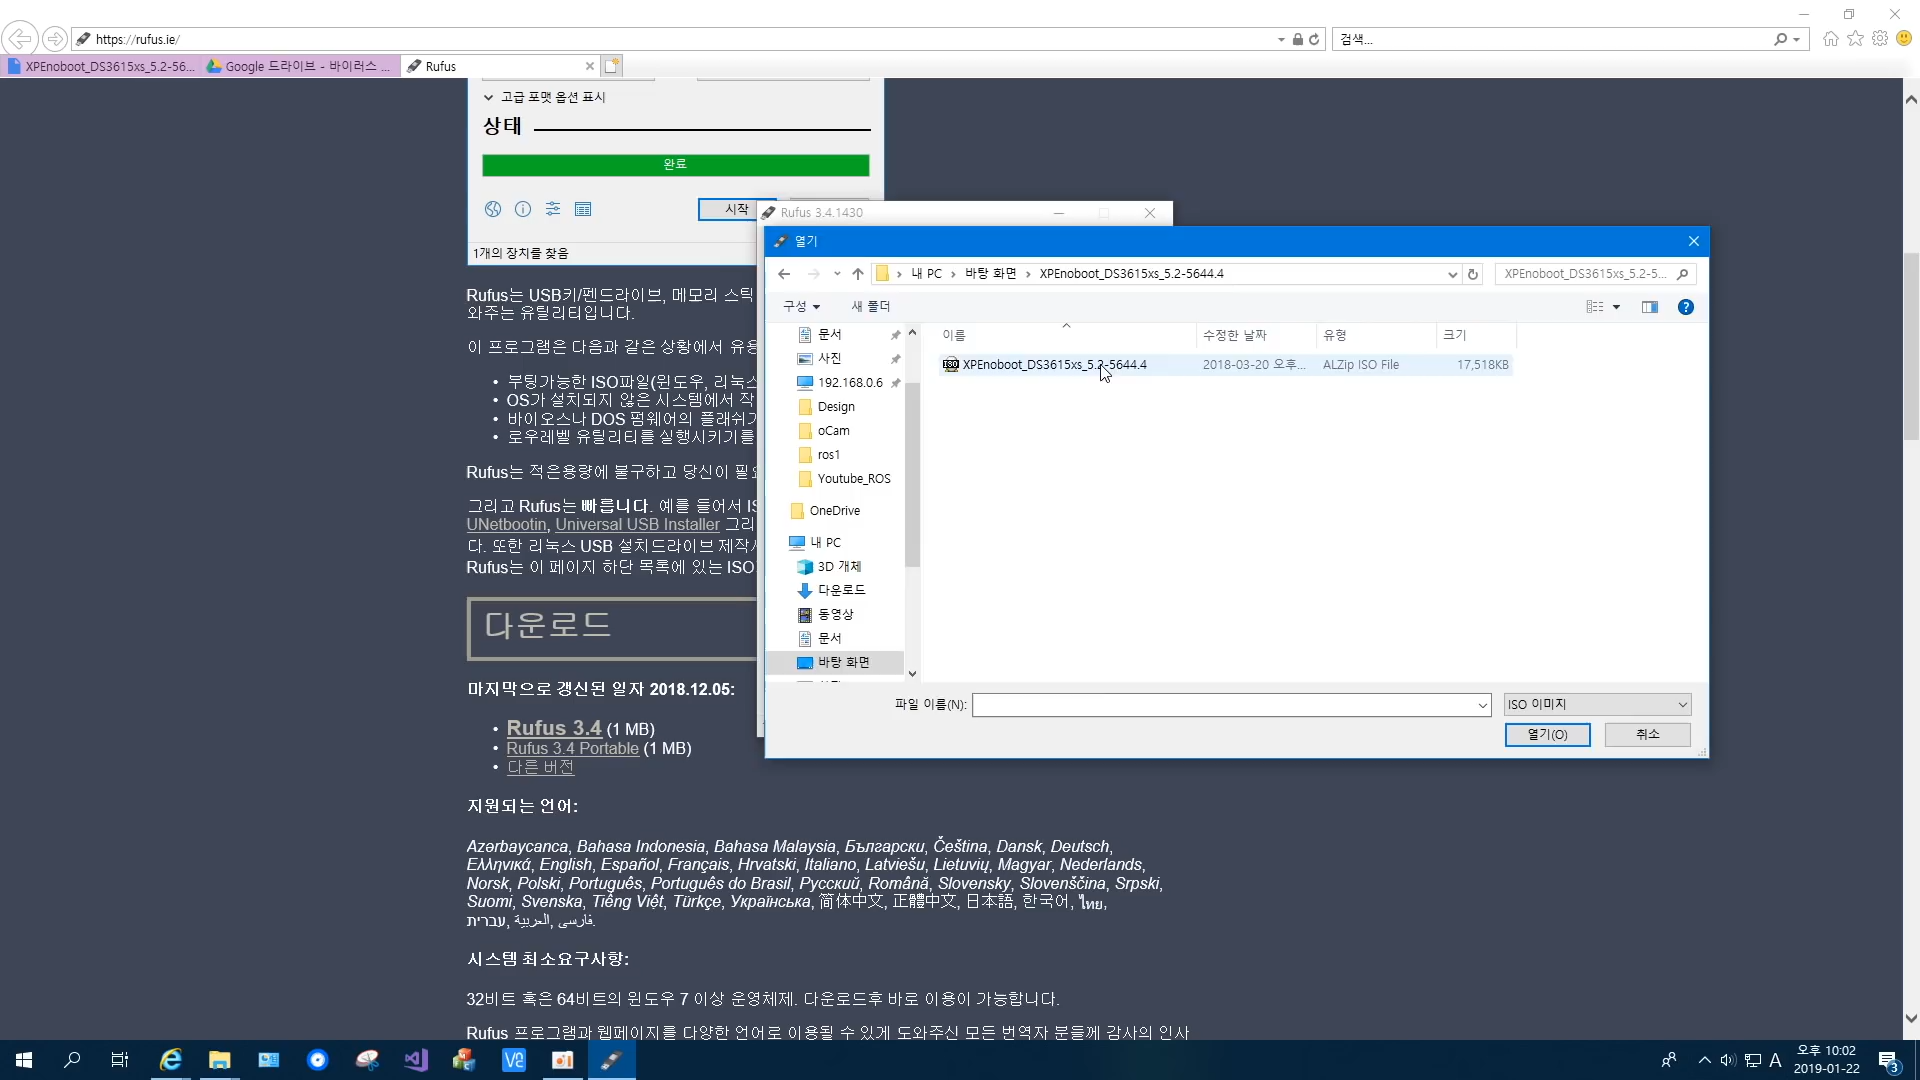 https://rufus.ie/
검색...
XPEnoboot_DS3615xs_5.2-56...
Google 드라이브 - 바이러스 ...
Rufus
고급 포맷 옵션 표시
상태
완료
시작
1개의 장치를 찾음
Rufus 3.4.1430
열기
내 PC
바탕 화면
XPEnoboot_DS3615xs_5.2-5644.4
XPEnoboot_DS3615xs_5.2-5...
구성
새 폴더
이름
수정한 날짜
유형
크기
XPEnoboot_DS3615xs_5.2-5644.4
2018-03-20 오후...
ALZip ISO File
17,518KB
문서
사진
192.168.0.6
Design
oCam
ros1
Youtube_ROS
OneDrive
내 PC
3D 개체
다운로드
동영상
문서
바탕 화면
파일 이름(N):
ISO 이미지
열기(O)
취소
Rufus는 USB키/펜드라이브, 메모리 스틱
와주는 유틸리티입니다.
이 프로그램은 다음과 같은 상황에서 유용
• 부팅가능한 ISO파일(윈도우, 리눅스
• OS가 설치되지 않은 시스템에서 작
• 바이오스나 DOS 펌웨어의 플래쉬가
• 로우레벨 유틸리티를 실행시키기를
Rufus는 적은용량에 불구하고 당신이 필요
그리고 Rufus는 빠릅니다. 예를 들어서 IS
UNetbootin, Universal USB Installer 그리
다. 또한 리눅스 USB 설치드라이브 제작시
Rufus는 이 페이지 하단 목록에 있는 ISO
다운로드
마지막으로 갱신된 일자 2018.12.05:
• Rufus 3.4 (1 MB)
• Rufus 3.4 Portable (1 MB)
• 다른 버전
지원되는 언어:
Azərbaycanca, Bahasa Indonesia, Bahasa Malaysia, Български, Čeština, Dansk, Deutsch,
Ελληνικά, English, Español, Français, Hrvatski, Italiano, Latviešu, Lietuvių, Magyar, Nederlands,
Norsk, Polski, Português, Português do Brasil, Русский, Română, Slovensky, Slovenščina, Srpski,
Suomi, Svenska, Tiếng Việt, Türkçe, Українська, 简体中文, 正體中文, 日本語, 한국어, ไทย,
עברית, العربية, فارسی.
시스템 최소요구사항:
32비트 혹은 64비트의 윈도우 7 이상 운영체제. 다운로드후 바로 이용이 가능합니다.
Rufus 프로그램과 웹페이지를 다양한 언어로 이용될 수 있게 도와주신 모든 번역자 분들께 감사의 인사
A
오후 10:02
2019-01-22
3